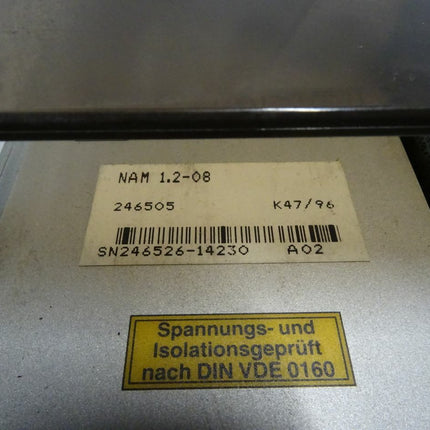 NAM 1.2-08
246505 K47/96
SN246526-14230 A02
Spannungs- und
Isolationsgeprüft
nach DIN VDE 0160